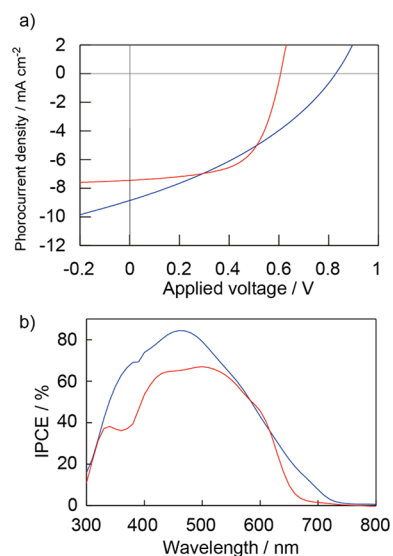 a)
Phorocurrent density / mA cm-2
2
0
-2
-4
-6
-8
-10
-12
-0.2 0 0.2 0.4 0.6 0.8 1
Applied voltage / V
b)
IPCE / %
80
60
40
20
0
300 400 500 600 700 800
Wavelength / nm